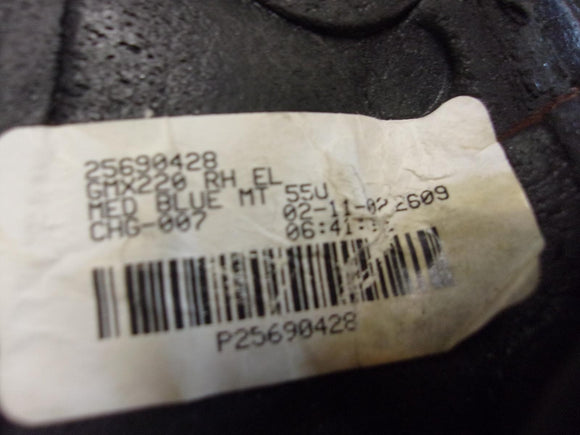 25690428
GMX220 RH EL
MED BLUE MT 55U
CHG-007 02-11-02 2609
06:41
P25690428